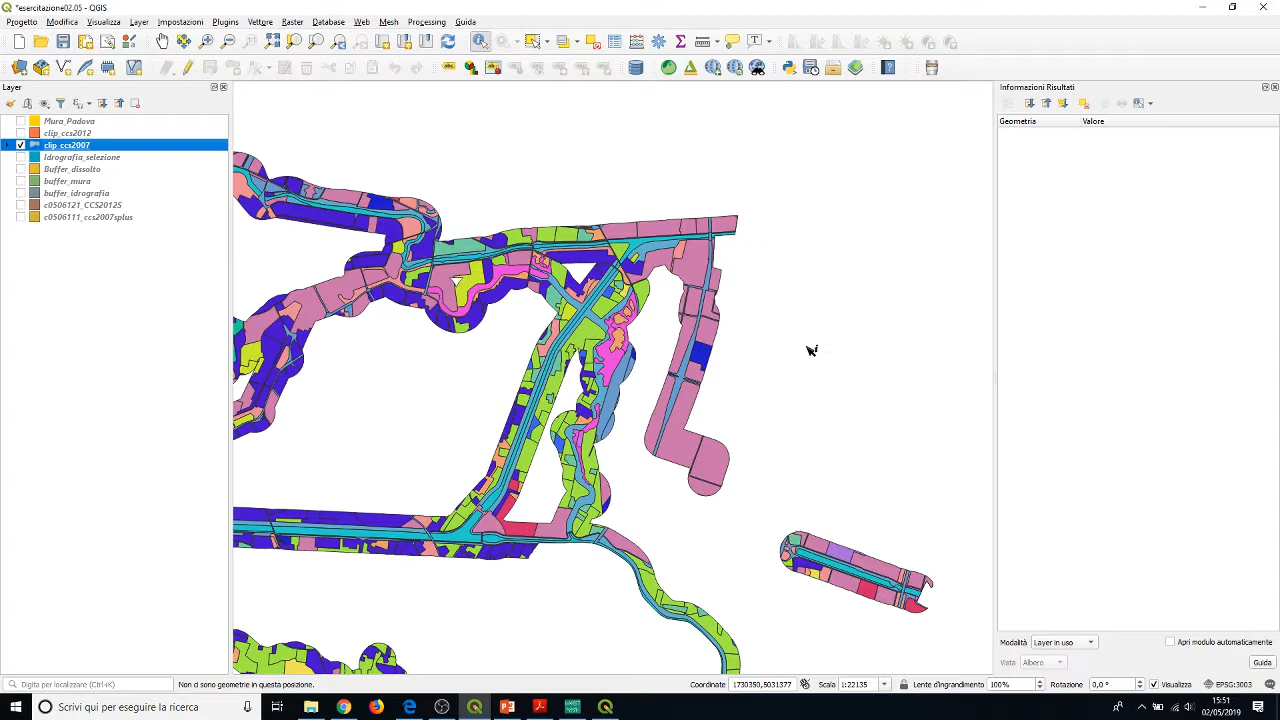 *esercitazione02.05 - QGIS
Progetto Modifica Visualizza Layer Impostazioni Plugins Vettore Raster Database Web Mesh Processing Guida
Layer
Informazioni Risultati
Geometria Valore
Mura_Padova
clip_ccs2012
clip_ccs2007
Idrografia_selezione
Buffer_dissolto
buffer_mura
buffer_idrografia
c0506121_CCS2012S
c0506111_ccs2007splus
Modalità Layer in uso Apri modulo automaticamente
Vista Albero Guida
Digita per localizzare (Ctrl+K) Non ci sono geometrie in questa posizione. Coordinate 1730350,5031377 Scala 1:22135 Lente d'ingrandimento 100% Rotazione 0,0 ° Visualizza EPSG:3003
Scrivi qui per eseguire la ricerca
15:51
02/05/2019